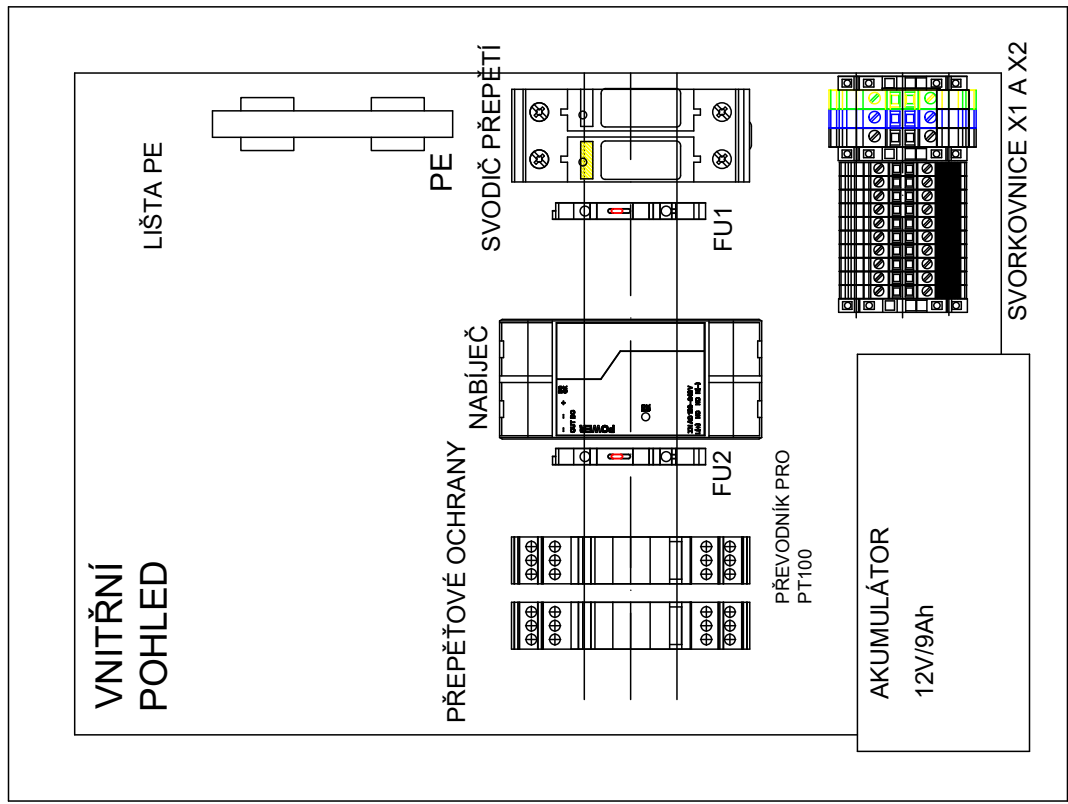 VNITŘNÍ
POHLED
LIŠTA PE
PE
PŘEPĚŤOVÉ OCHRANY
NABÍJEČ
SVODIČ PŘEPĚTÍ
POWER
FU2
FU1
PŘEVODNÍK PRO
PT100
AKUMULÁTOR
12V/9Ah
SVORKOVNICE X1 A X2